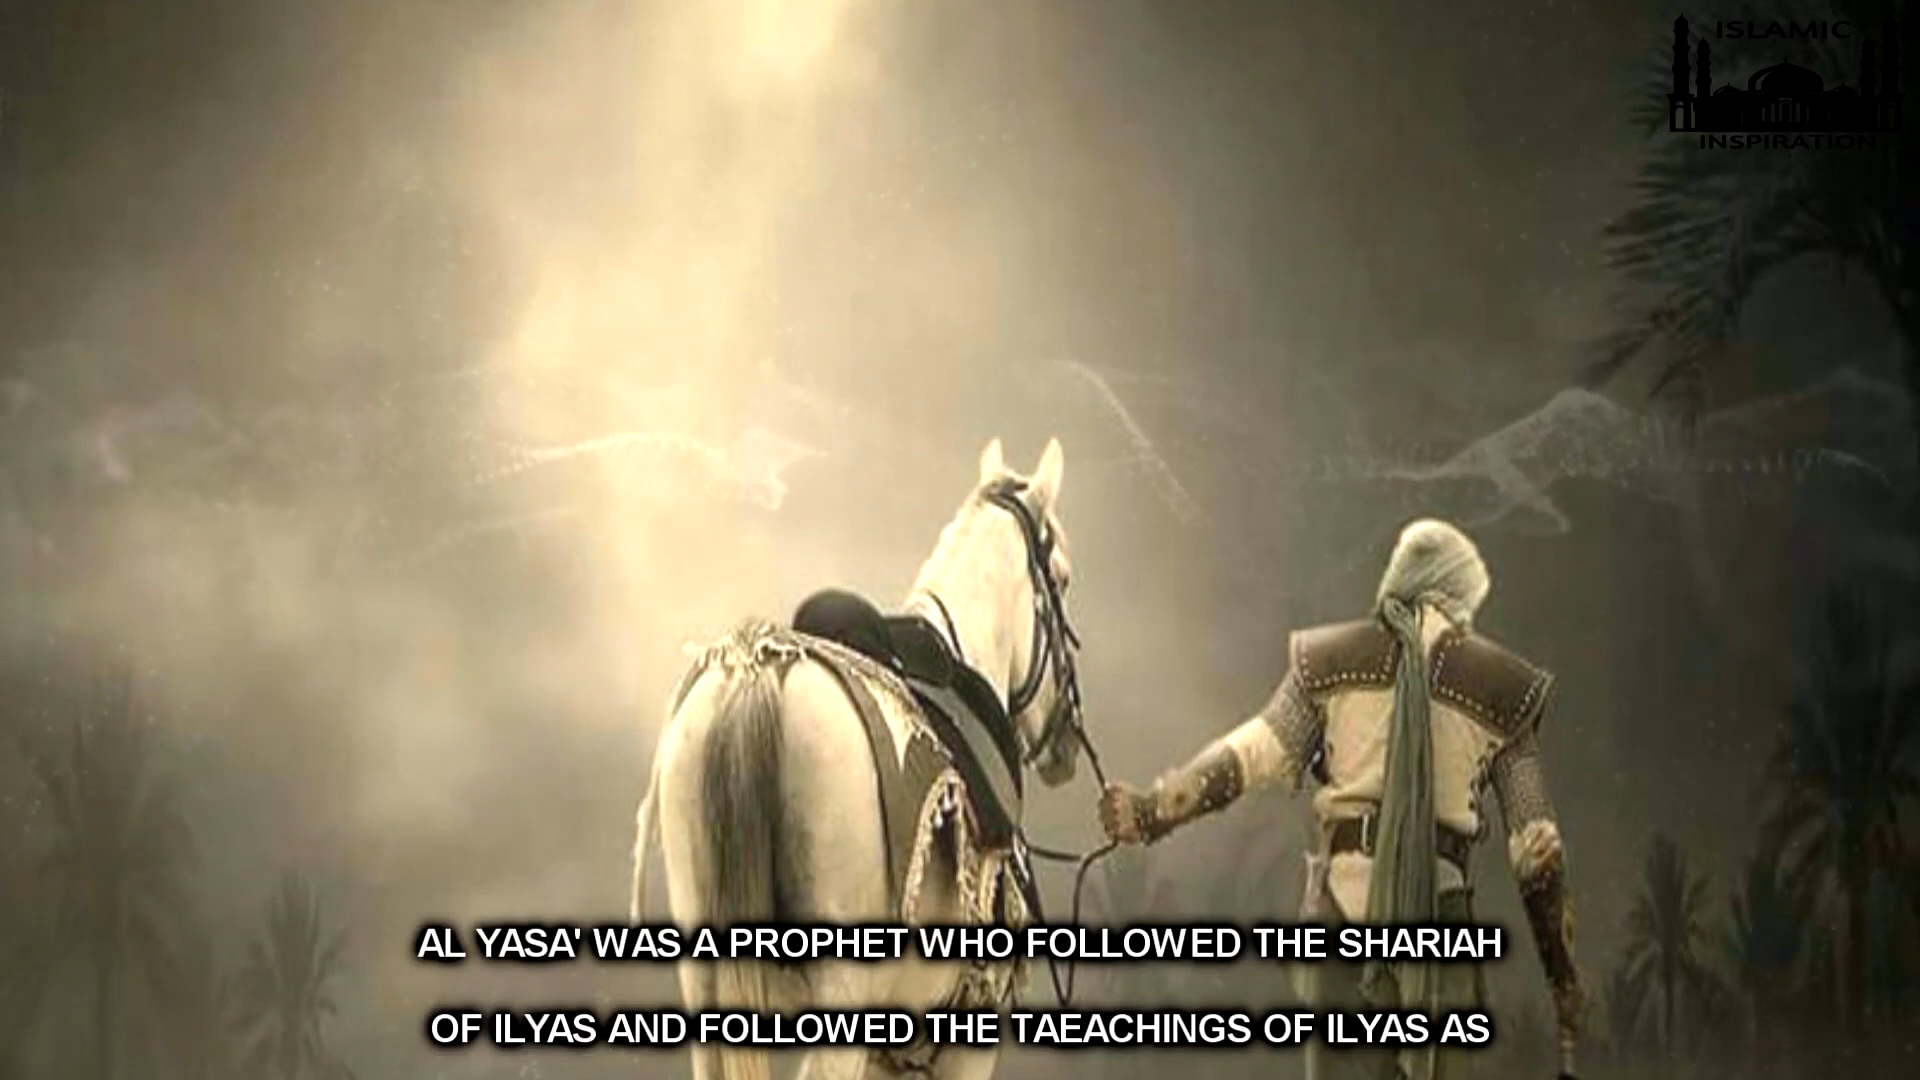 ISLAMIC
INSPIRATION
AL YASA' WAS A PROPHET WHO FOLLOWED THE SHARIAH
OF ILYAS AND FOLLOWED THE TAEACHINGS OF ILYAS AS